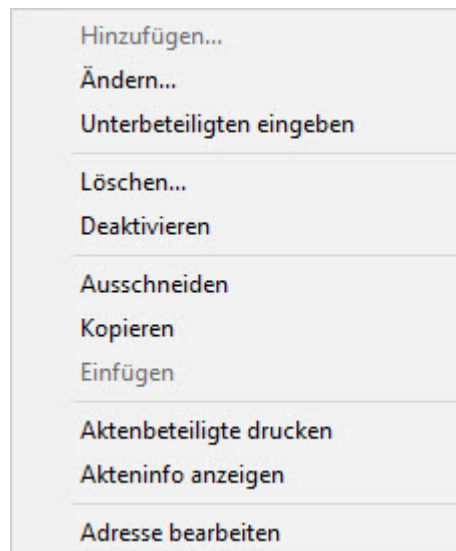 Hinzufügen...
Ändern...
Unterbeteiligten eingeben
Löschen...
Deaktivieren
Ausschneiden
Kopieren
Einfügen
Aktenbeteiligte drucken
Akteninfo anzeigen
Adresse bearbeiten